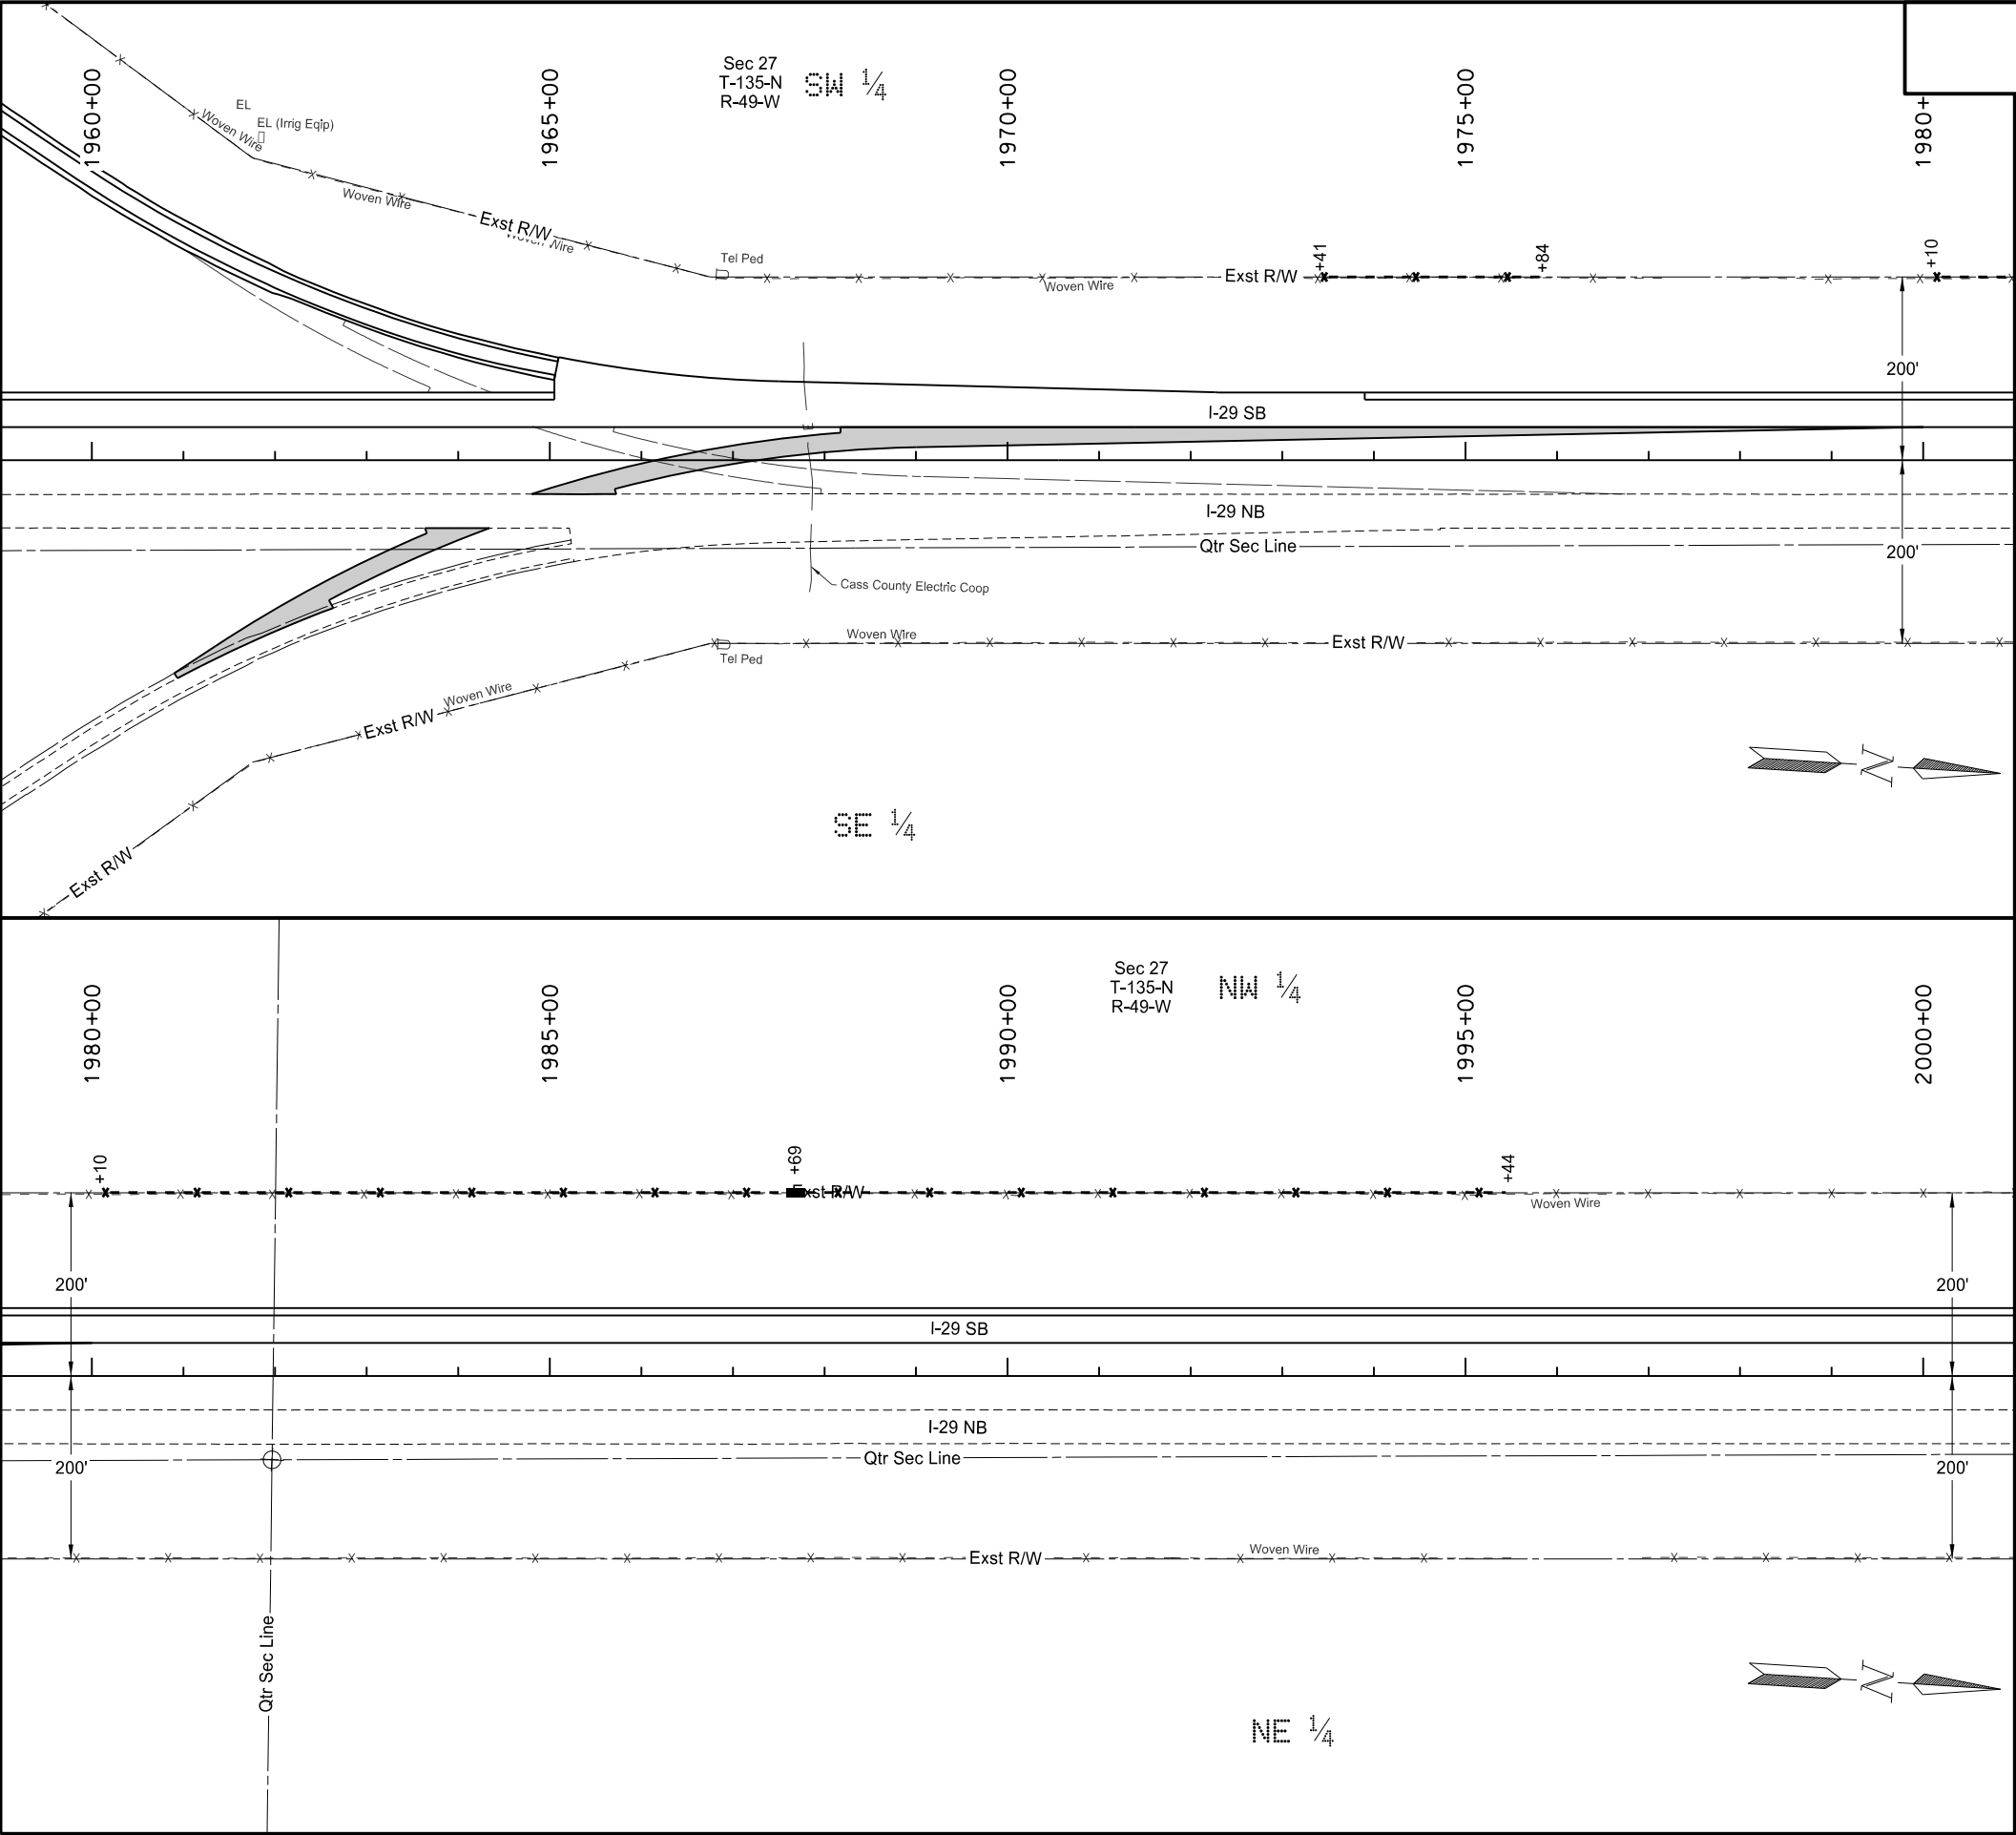 1960+00
1965+00
1970+00
1975+00
1980+
Sec 27
T-135-N
R-49-W
SW ¼
EL
EL (Irrig Eqip)
Woven Wire
Woven Wire
Exst R/W
Wire
Tel Ped
Woven Wire
Exst R/W
+41
+84
+10
200'
I-29 SB
E
I-29 NB
Qtr Sec Line
200'
Cass County Electric Coop
Woven Wire
Exst R/W
Tel Ped
Woven Wire
Exst R/W
N
SE ¼
Exst R/W
Sec 27
T-135-N
R-49-W
NW ¼
1980+00
1985+00
1990+00
1995+00
2000+00
+10
+69
Exst R/W
+44
Woven Wire
200'
200'
I-29 SB
I-29 NB
Qtr Sec Line
200'
200'
Exst R/W
Woven Wire
Qtr Sec Line
N
NE ¼